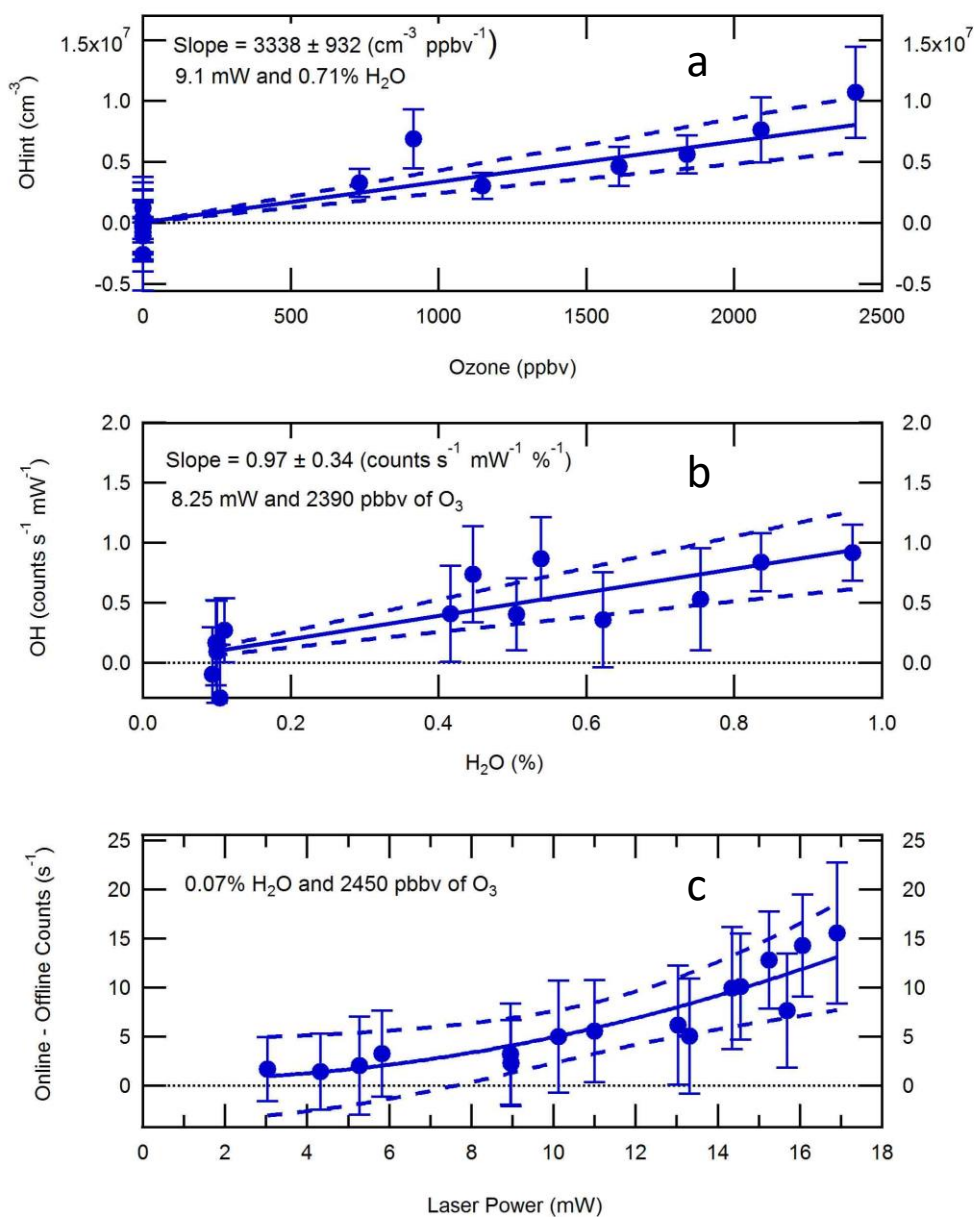 1.5x10⁷
1.0
0.5
0.0
-0.5
OHint (cm⁻³)
Slope = 3338 ± 932 (cm⁻³ ppbv⁻¹)
9.1 mW and 0.71% H₂O
a
1.5x10⁷
1.0
0.5
0.0
-0.5
0 500 1000 1500 2000 2500
Ozone (ppbv)
2.0
1.5
1.0
0.5
0.0
OH (counts s⁻¹ mW⁻¹)
Slope = 0.97 ± 0.34 (counts s⁻¹ mW⁻¹ %⁻¹)
8.25 mW and 2390 pbbv of O₃
b
2.0
1.5
1.0
0.5
0.0
0.0 0.2 0.4 0.6 0.8 1.0
H₂O (%)
25
20
15
10
5
0
Online - Offline Counts (s⁻¹)
0.07% H₂O and 2450 pbbv of O₃
c
25
20
15
10
5
0
0 2 4 6 8 10 12 14 16 18
Laser Power (mW)